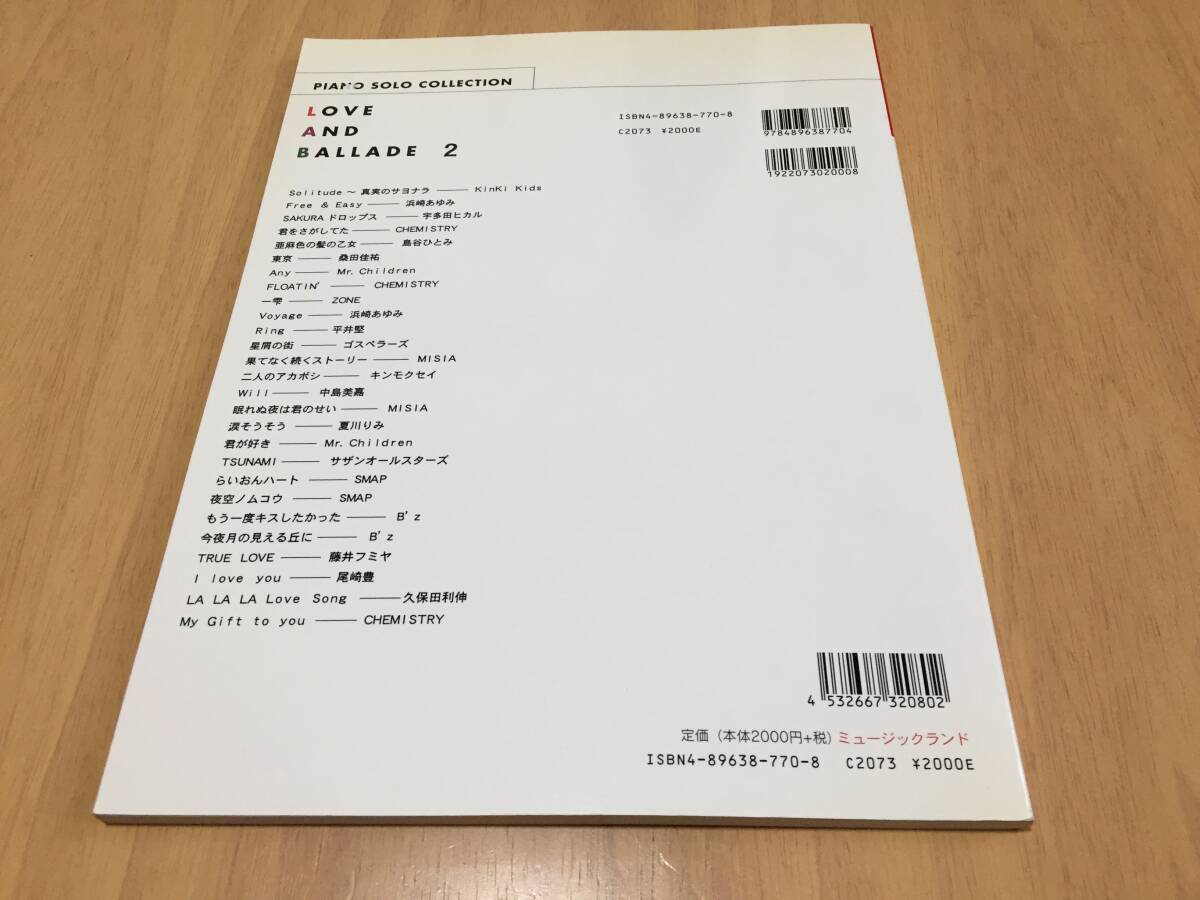 PIANO SOLO COLLECTION
LOVE
AND
BALLADE 2
ISBN4-89638-770-8
C2073 ¥2000E
9784896387704
1922073020008
Solitude～真実のサヨナラ —— KinKi Kids
Free & Easy —— 浜崎あゆみ
SAKURAドロップス —— 宇多田ヒカル
君をさがしてた —— CHEMISTRY
亜麻色の髪の乙女 —— 島谷ひとみ
東京 —— 桑田佳祐
Any —— Mr. Children
FLOATIN' —— CHEMISTRY
一雫 —— ZONE
Voyage —— 浜崎あゆみ
Ring —— 平井堅
星屑の街 —— ゴスペラーズ
果てなく続くストーリー —— MISIA
二人のアカボシ —— キンモクセイ
Will —— 中島美嘉
眠れぬ夜は君のせい —— MISIA
涙そうそう —— 夏川りみ
君が好き —— Mr. Children
TSUNAMI —— サザンオールスターズ
らいおんハート —— SMAP
夜空ノムコウ —— SMAP
もう一度キスしたかった —— B'z
今夜月の見える丘に —— B'z
TRUE LOVE —— 藤井フミヤ
I love you —— 尾崎豊
LA LA LA Love Song —— 久保田利伸
My Gift to you —— CHEMISTRY
4 532667 320802
定価（本体2000円+税）ミュージックランド
ISBN4-89638-770-8 C2073 ¥2000E